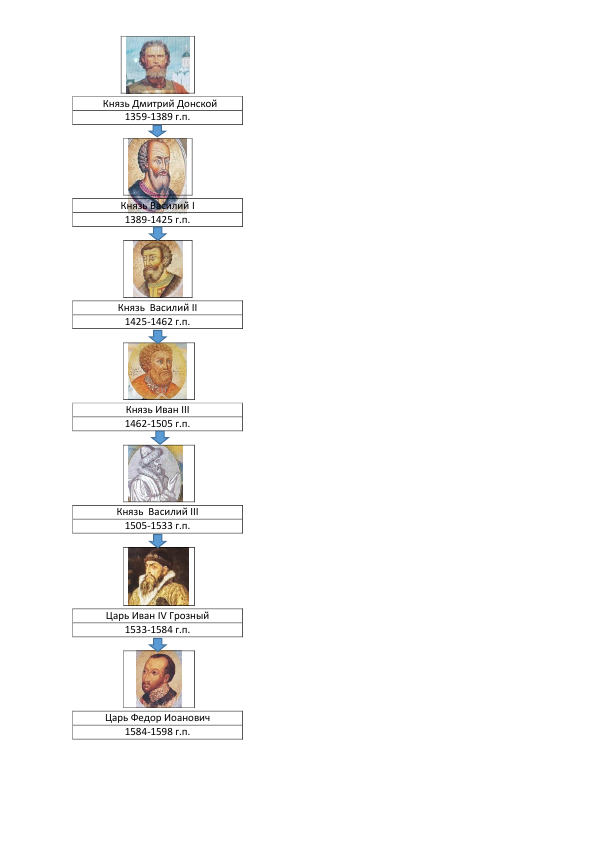 Князь Дмитрий Донской
1359-1389 г.п.
Князь Василий I
1389-1425 г.п.
Князь Василий II
1425-1462 г.п.
Князь Иван III
1462-1505 г.п.
Князь Василий III
1505-1533 г.п.
Царь Иван IV Грозный
1533-1584 г.п.
Царь Федор Иоанович
1584-1598 г.п.